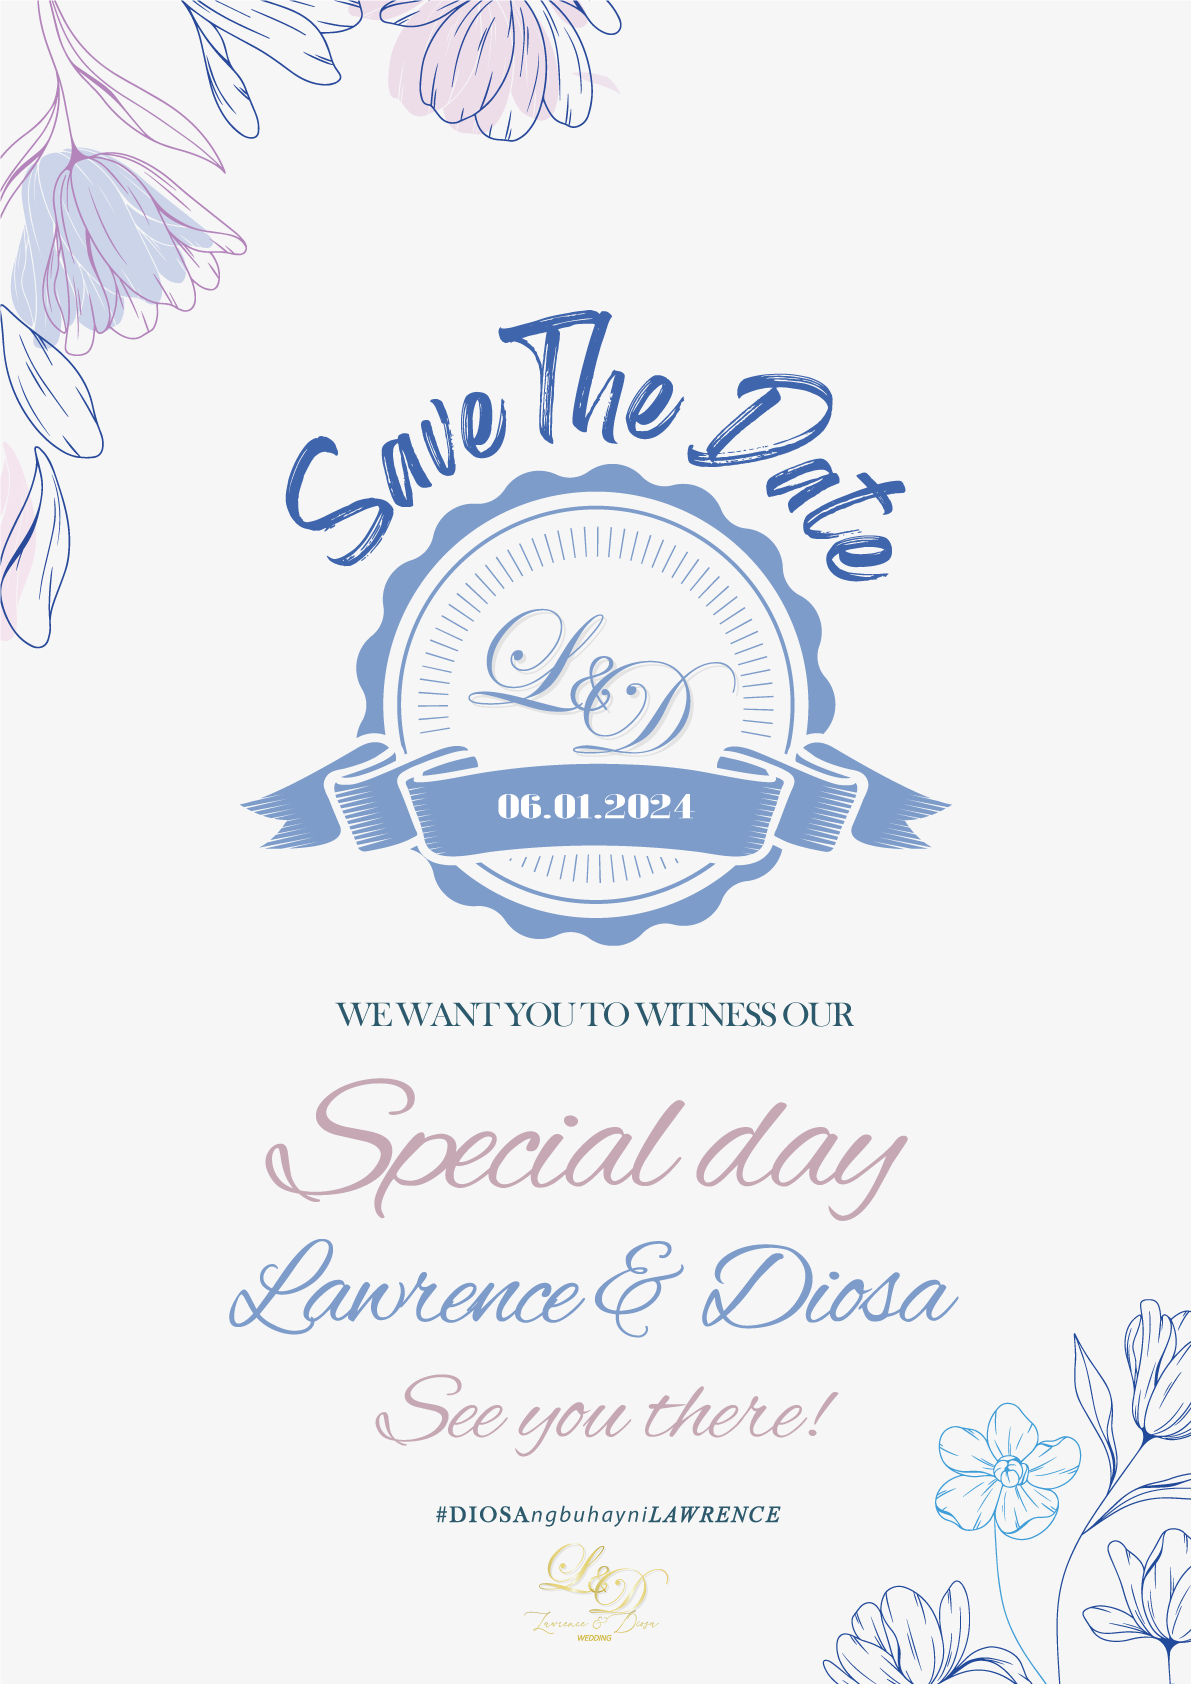 Save The Date
L&D
06.01.2024
WE WANT YOU TO WITNESS OUR
Special day
Lawrence & Diosa
See you there!
#DIOSAngbuhayniLAWRENCE
L&D
Lawrence & Diosa
WEDDING